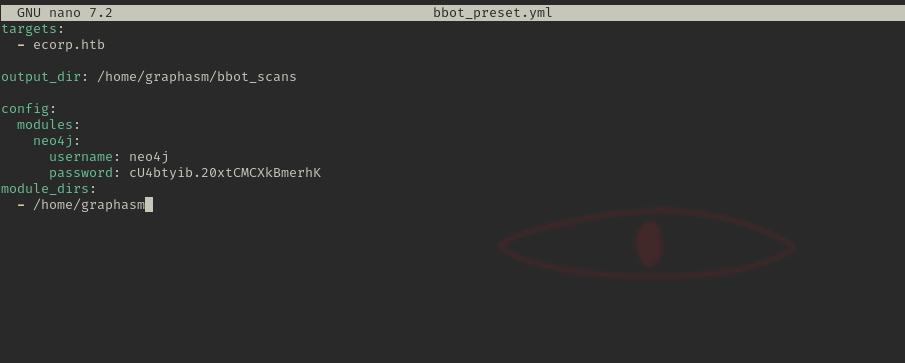 GNU nano 7.2 bbot_preset.yml
targets:
  - ecorp.htb

output_dir: /home/graphasm/bbot_scans

config:
  modules:
    neo4j:
      username: neo4j
      password: cU4btyib.20xtCMCXkBmerhK
module_dirs:
  - /home/graphasm